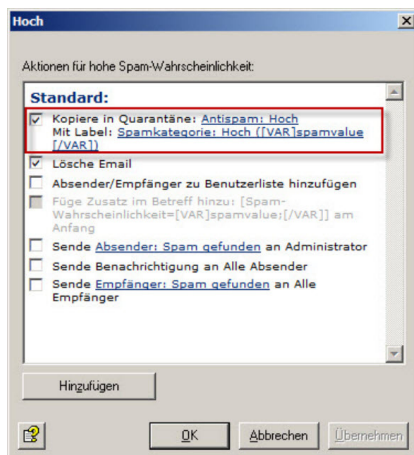 Hoch
Aktionen für hohe Spam-Wahrscheinlichkeit:
Standard:
Kopiere in Quarantäne: Antispam: Hoch
Mit Label: Spamkategorie: Hoch ([VAR]spamvalue
[/VAR])
Lösche Email
Absender/Empfänger zu Benutzerliste hinzufügen
Füge Zusatz im Betreff hinzu: [Spam-
Wahrscheinlichkeit=[VAR]spamvalue;[/VAR]] am
Anfang
Sende Absender: Spam gefunden an Administrator
Sende Benachrichtigung an Alle Absender
Sende Empfänger: Spam gefunden an Alle
Empfänger
Hinzufügen
OK Abbrechen Übernehmen